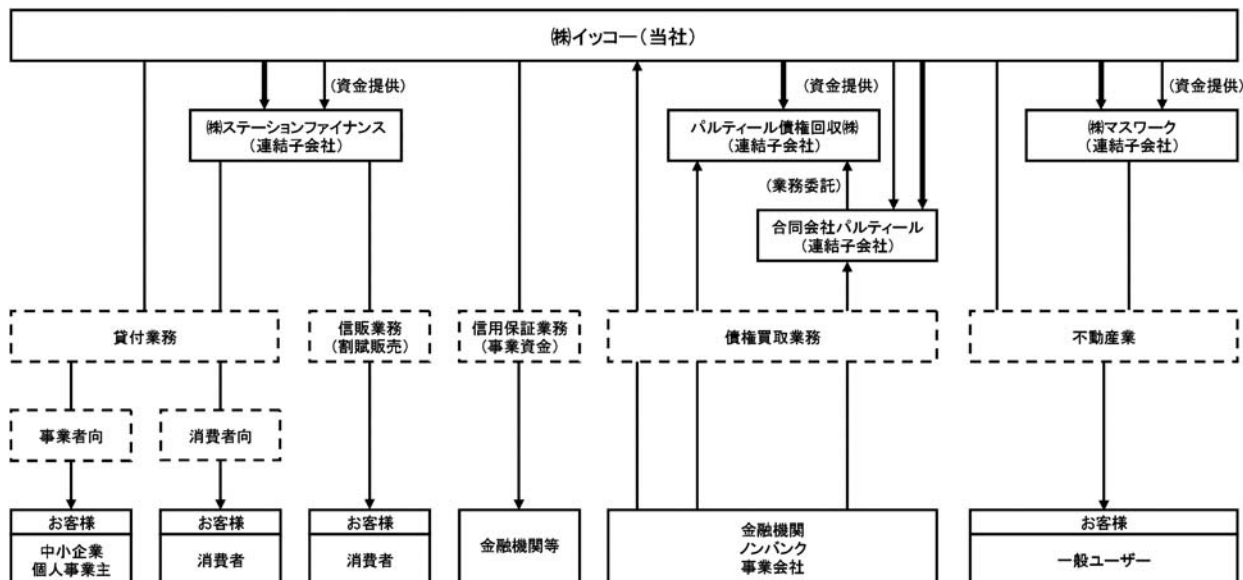 ㈱イッコー（当社）
（資金提供）
（資金提供）
（資金提供）
㈱ステーションファイナンス
（連結子会社）
パルティール債権回収㈱
（連結子会社）
㈱マスワーク
（連結子会社）
（業務委託）
合同会社パルティール
（連結子会社）
貸付業務
信販業務
（割賦販売）
信用保証業務
（事業資金）
債権買取業務
不動産業
事業者向
消費者向
お客様
中小企業
個人事業主
お客様
消費者
お客様
消費者
金融機関等
金融機関
ノンバンク
事業会社
お客様
一般ユーザー